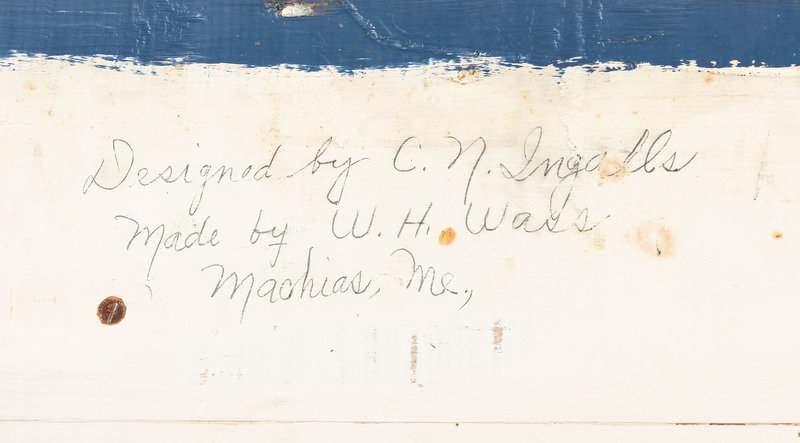 Designed by C. N. Ingalls
Made by W. H. Wass
Machias, Me.,